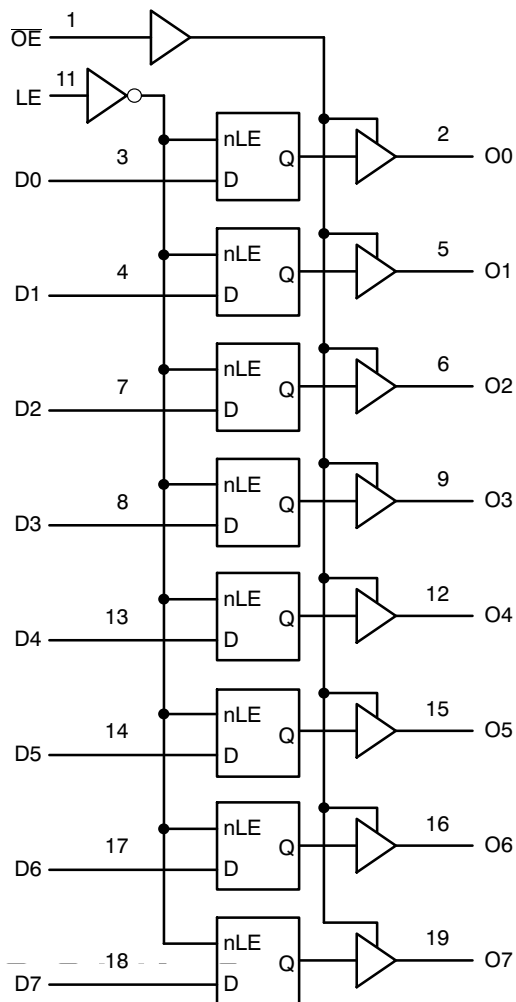 O̅E̅ 1
LE 11
nLE
D0 3 D Q 2 O0
nLE
D1 4 D Q 5 O1
nLE
D2 7 D Q 6 O2
nLE
D3 8 D Q 9 O3
nLE
D4 13 D Q 12 O4
nLE
D5 14 D Q 15 O5
nLE
D6 17 D Q 16 O6
nLE
D7 18 D Q 19 O7